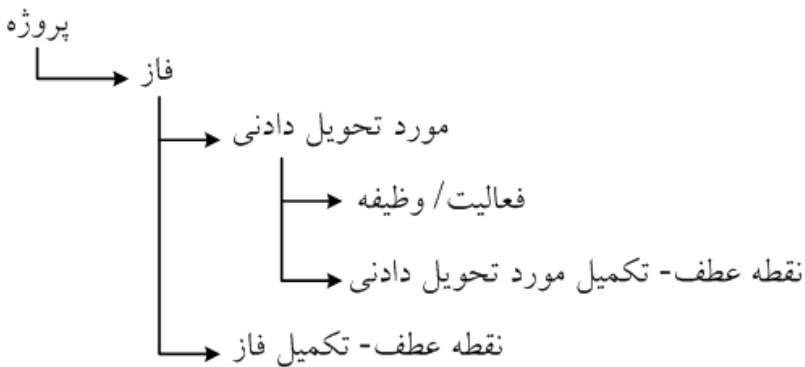 پروژه
فاز
مورد تحویل دادنی
فعالیت/ وظیفه
نقطه عطف- تکمیل مورد تحویل دادنی
نقطه عطف- تکمیل فاز